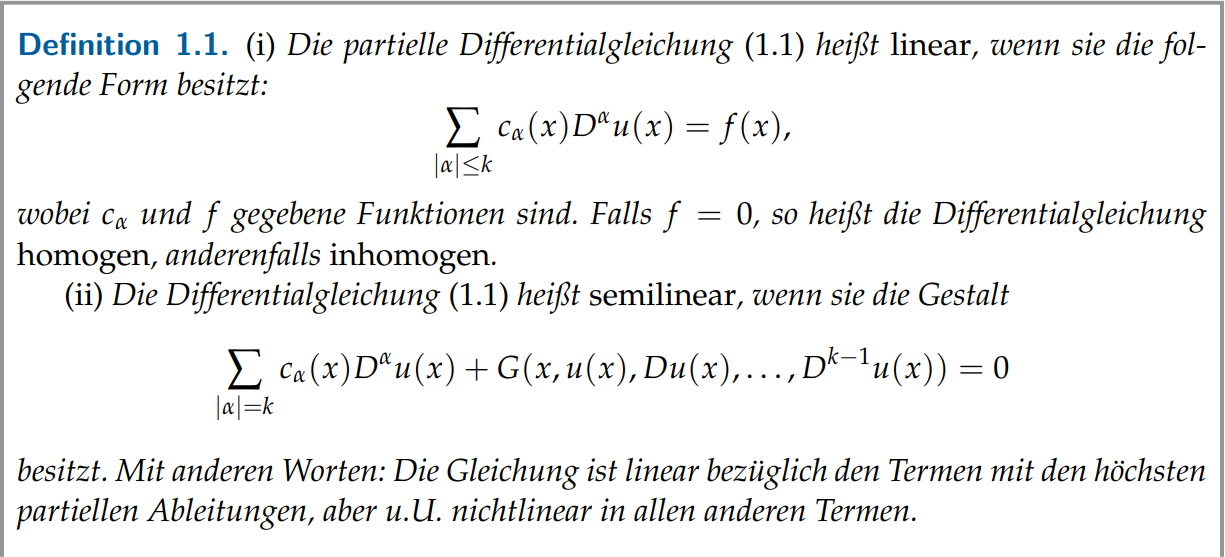 Definition 1.1. (i) Die partielle Differentialgleichung (1.1) heißt linear, wenn sie die fol-
gende Form besitzt:
∑_{|α|≤k} c_α(x)D^α u(x) = f(x),
wobei c_α und f gegebene Funktionen sind. Falls f = 0, so heißt die Differentialgleichung
homogen, anderenfalls inhomogen.
(ii) Die Differentialgleichung (1.1) heißt semilinear, wenn sie die Gestalt
∑_{|α|=k} c_α(x)D^α u(x) + G(x, u(x), Du(x), . . . , D^{k−1}u(x)) = 0
besitzt. Mit anderen Worten: Die Gleichung ist linear bezüglich den Termen mit den höchsten
partiellen Ableitungen, aber u.U. nichtlinear in allen anderen Termen.